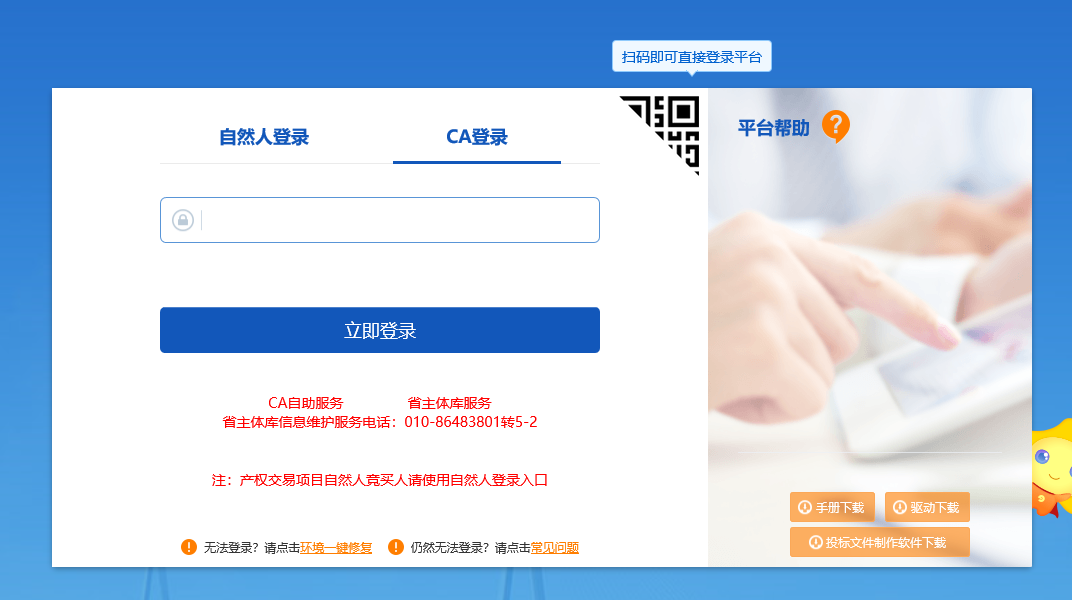 扫码即可直接登录平台
自然人登录
CA登录
平台帮助
立即登录
CA自助服务 省主体库服务
省主体库信息维护服务电话：010-86483801转5-2
注：产权交易项目自然人竞买人请使用自然人登录入口
无法登录？请点击环境一键修复 仍然无法登录？请点击常见问题
手册下载 驱动下载
投标文件制作软件下载